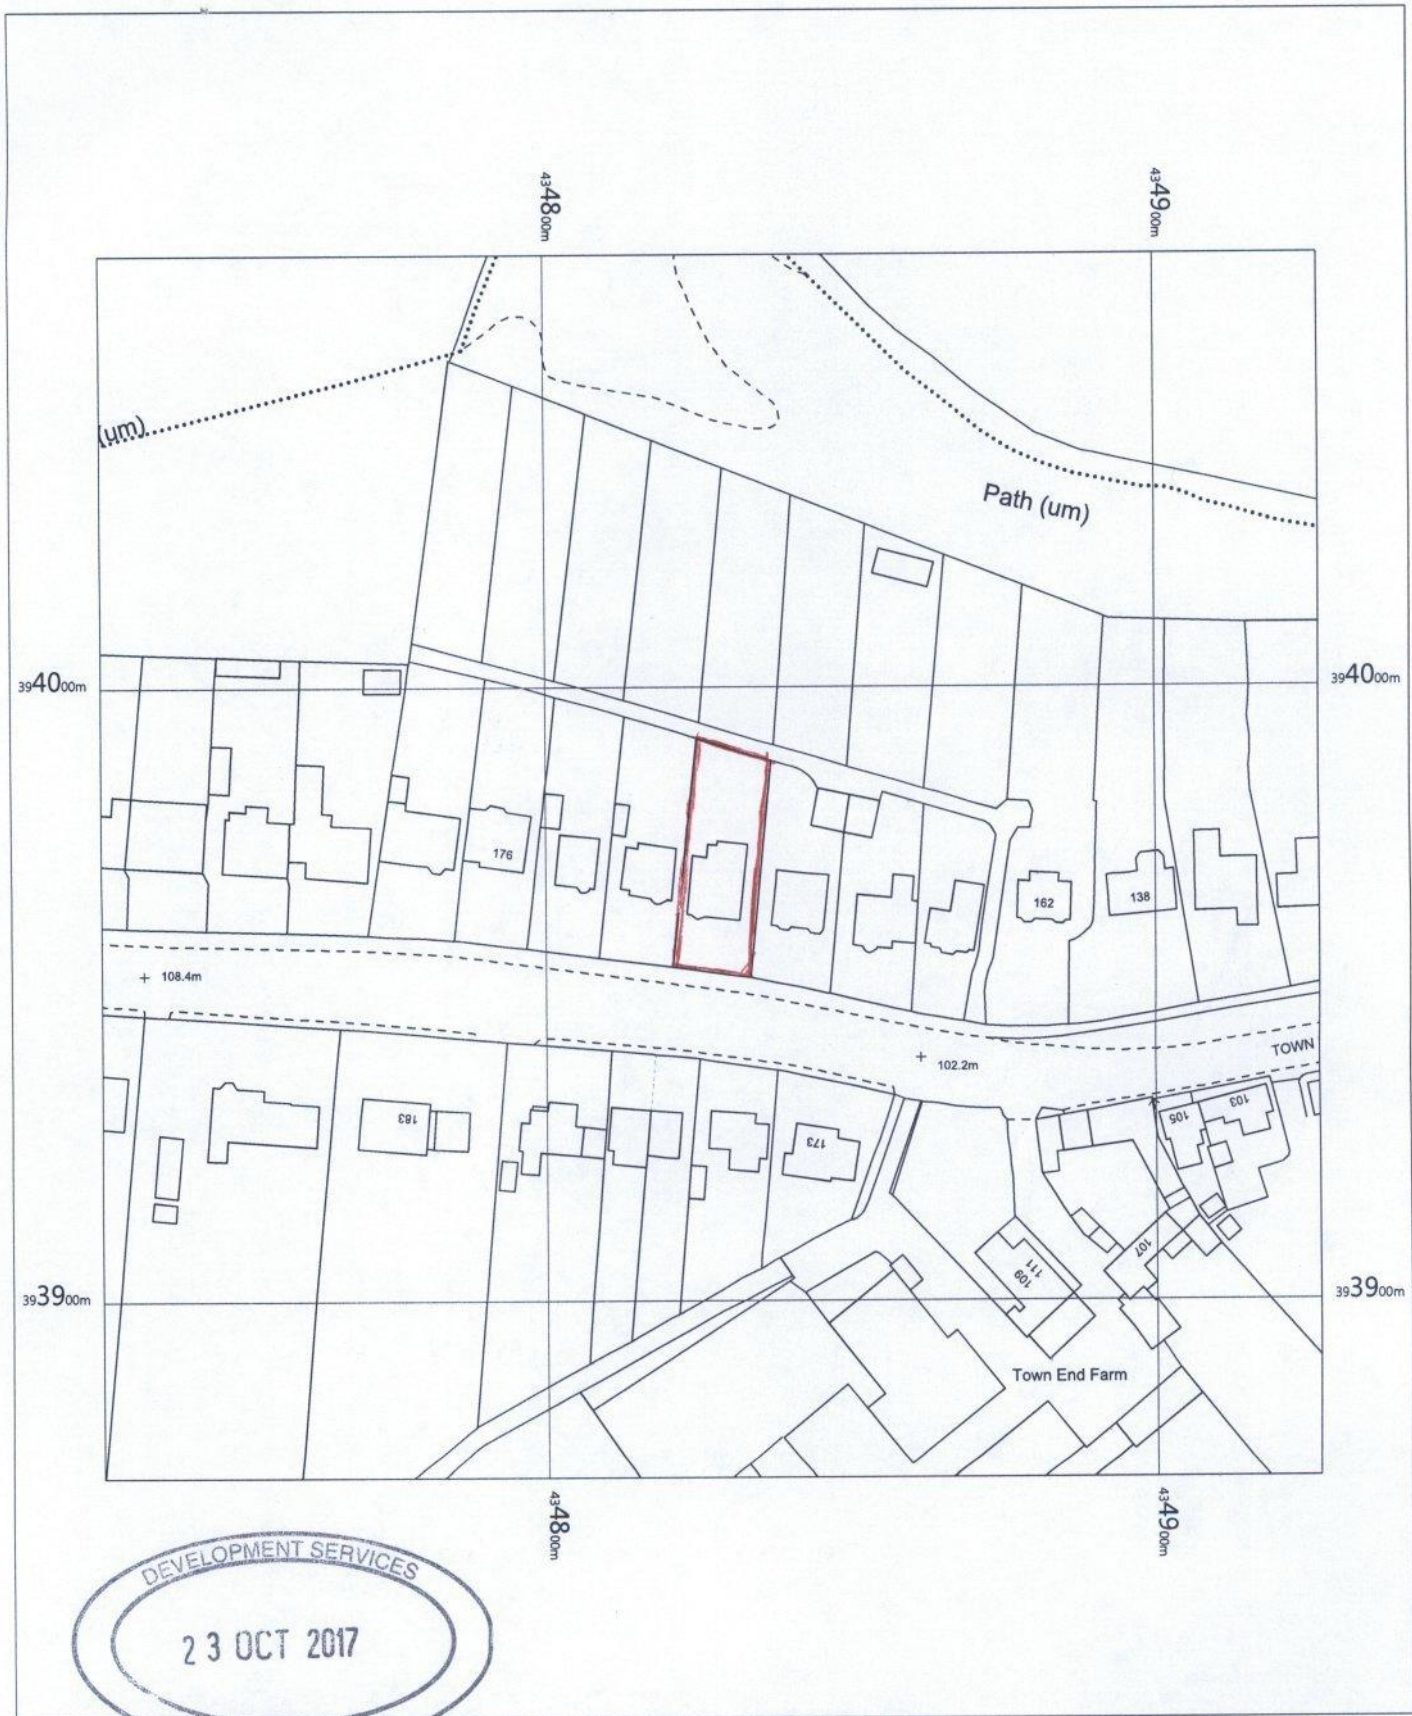 434800m
434900m
(um)
Path (um)
394000m
394000m
176
162
138
108.4m
102.2m
TOWN
183
173
105
103
107
109
111
393900m
393900m
Town End Farm
434800m
434900m
DEVELOPMENT SERVICES
23 OCT 2017